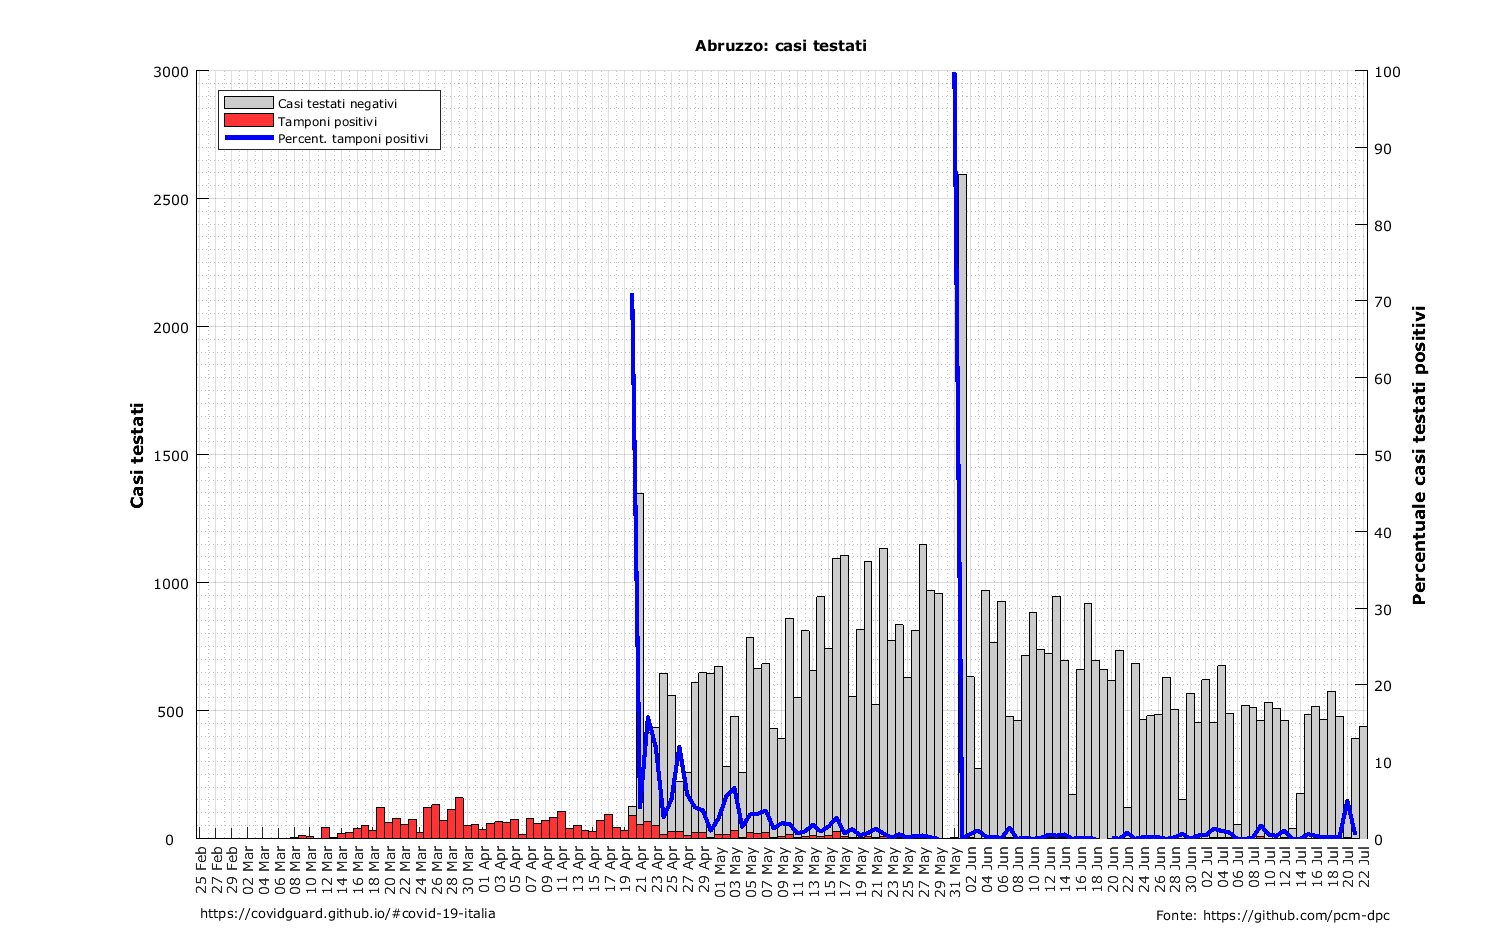 Abruzzo: casi testati
Casi testati negativi
Tamponi positivi
Percent. tamponi positivi
Casi testati
3000
2500
2000
1500
1000
500
0
100
90
80
70
60
50
40
30
20
10
0
Percentuale casi testati positivi
25 Feb
27 Feb
29 Feb
02 Mar
04 Mar
06 Mar
08 Mar
10 Mar
12 Mar
14 Mar
16 Mar
18 Mar
20 Mar
22 Mar
24 Mar
26 Mar
28 Mar
30 Mar
01 Apr
03 Apr
05 Apr
07 Apr
09 Apr
11 Apr
13 Apr
15 Apr
17 Apr
19 Apr
21 Apr
23 Apr
25 Apr
27 Apr
29 Apr
01 May
03 May
05 May
07 May
09 May
11 May
13 May
15 May
17 May
19 May
21 May
23 May
25 May
27 May
29 May
31 May
02 Jun
04 Jun
06 Jun
08 Jun
10 Jun
12 Jun
14 Jun
16 Jun
18 Jun
20 Jun
22 Jun
24 Jun
26 Jun
28 Jun
30 Jun
02 Jul
04 Jul
06 Jul
08 Jul
10 Jul
12 Jul
14 Jul
16 Jul
18 Jul
20 Jul
22 Jul
https://covidguard.github.io/#covid-19-italia
Fonte: https://github.com/pcm-dpc